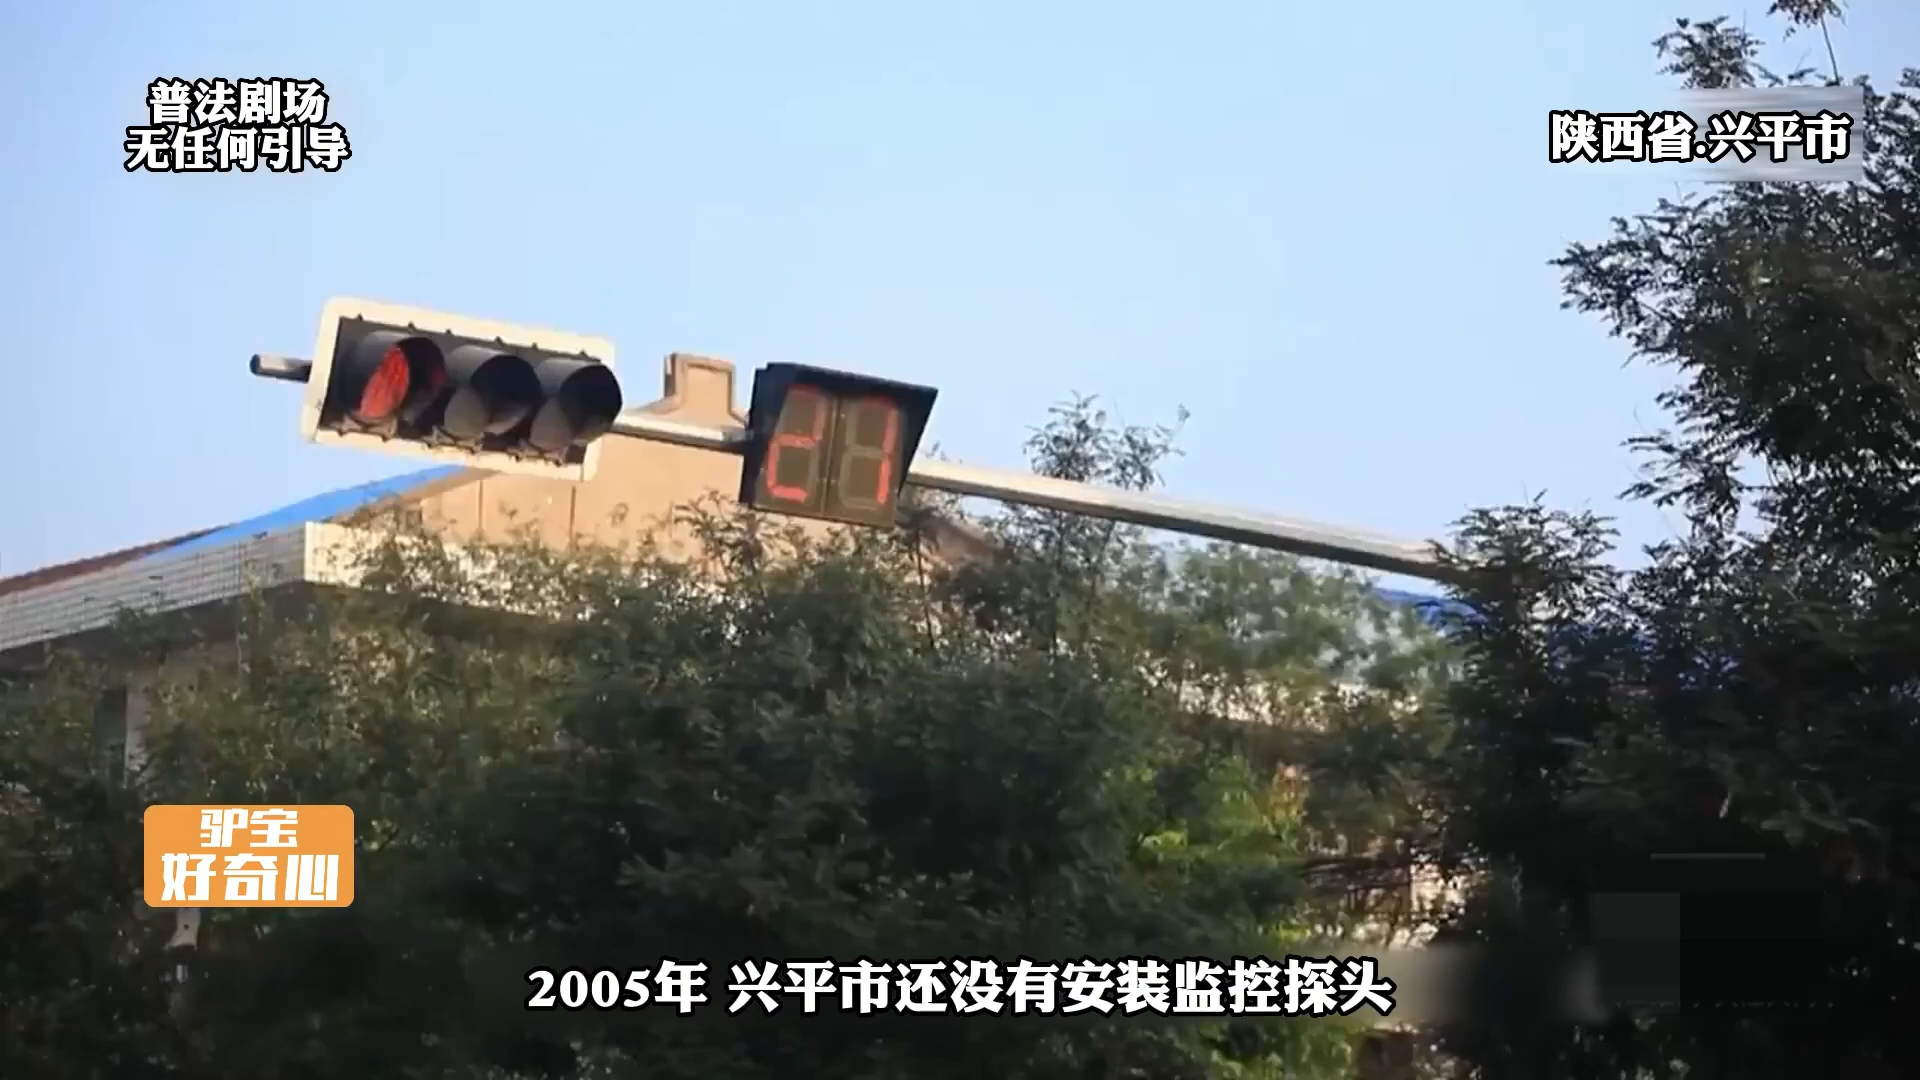 普法剧场
无任何引导
陕西省.兴平市
21
驴宝
好奇心
2005年 兴平市还没有安装监控探头